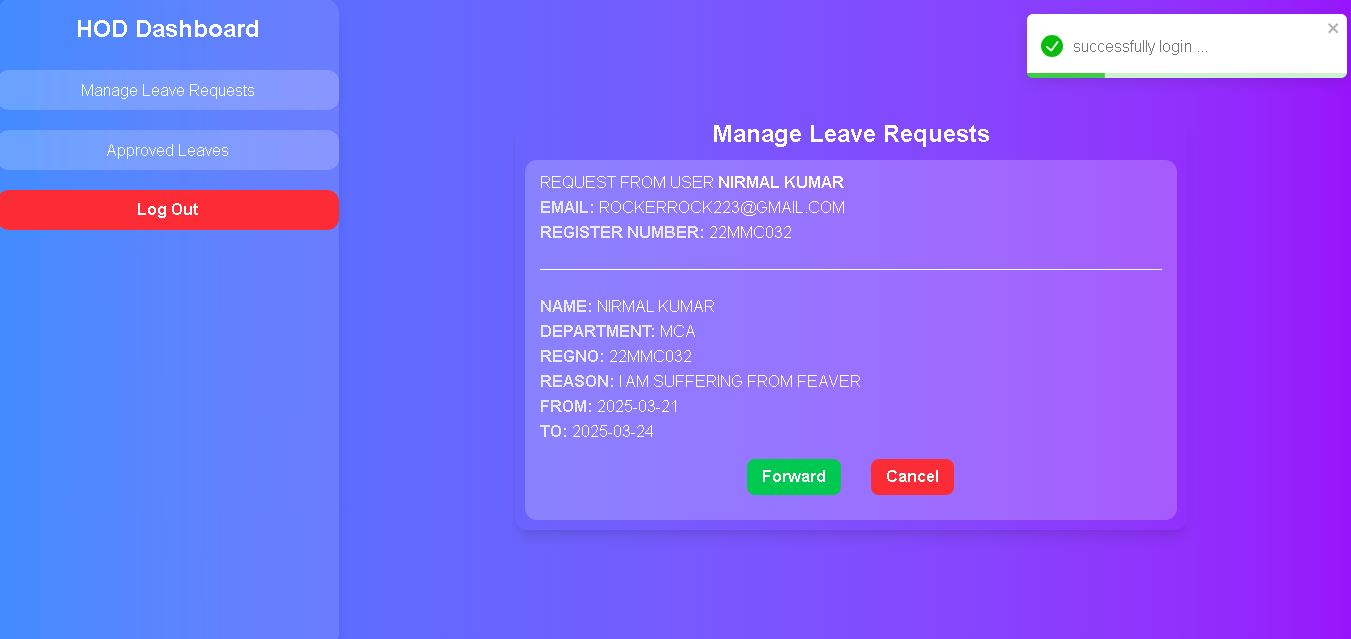 HOD Dashboard
Manage Leave Requests
Approved Leaves
Log Out
successfully login ...
Manage Leave Requests
REQUEST FROM USER NIRMAL KUMAR
EMAIL: ROCKERROCK223@GMAIL.COM
REGISTER NUMBER: 22MMC032
NAME: NIRMAL KUMAR
DEPARTMENT: MCA
REGNO: 22MMC032
REASON: I AM SUFFERING FROM FEAVER
FROM: 2025-03-21
TO: 2025-03-24
Forward Cancel